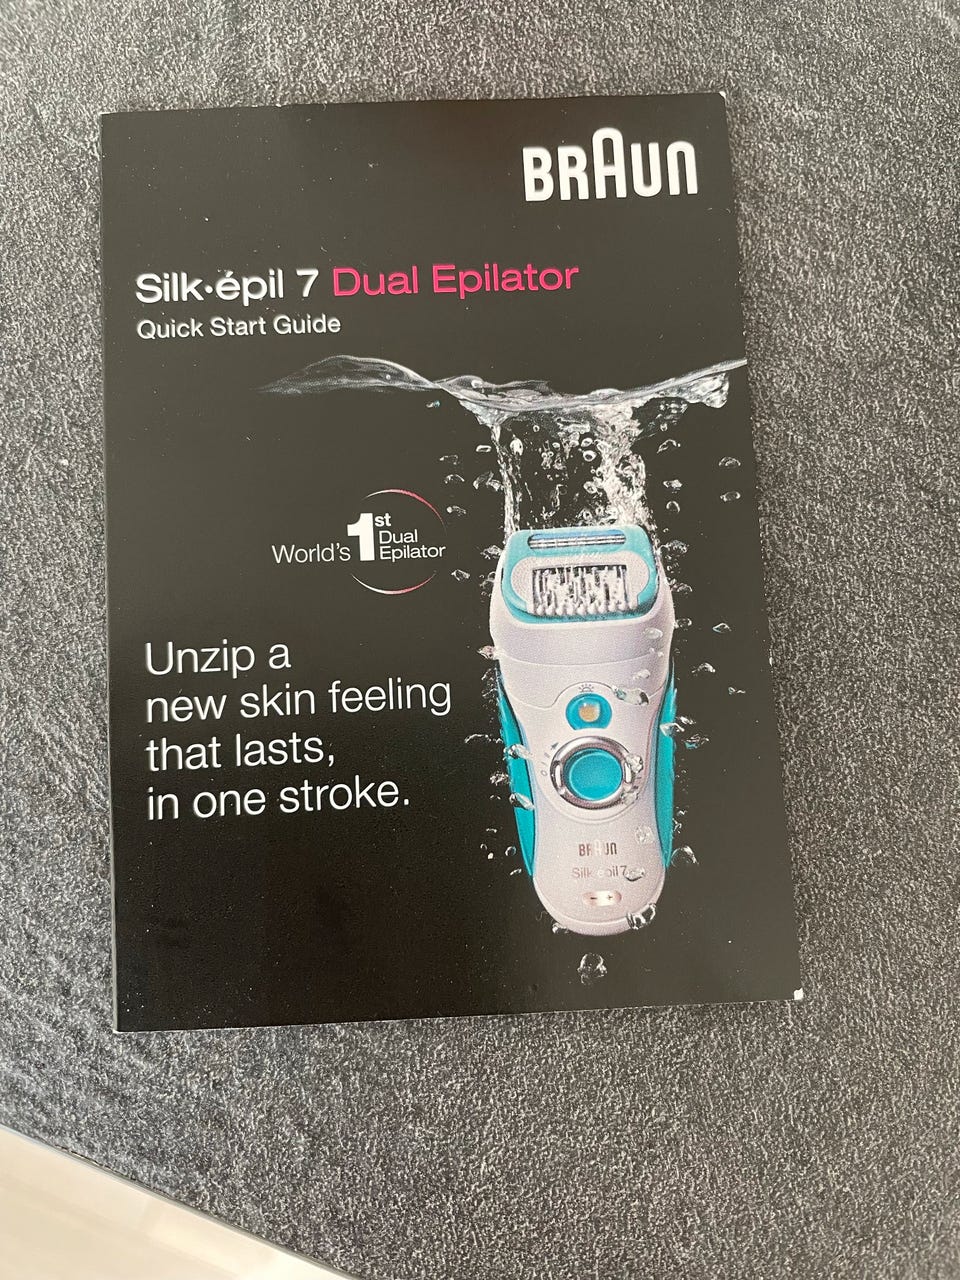 BRAUN
Silk·épil 7 Dual Epilator
Quick Start Guide
World's 1st Dual
Epilator
Unzip a
new skin feeling
that lasts,
in one stroke.
BRAUN
Silk·épil 7
- +